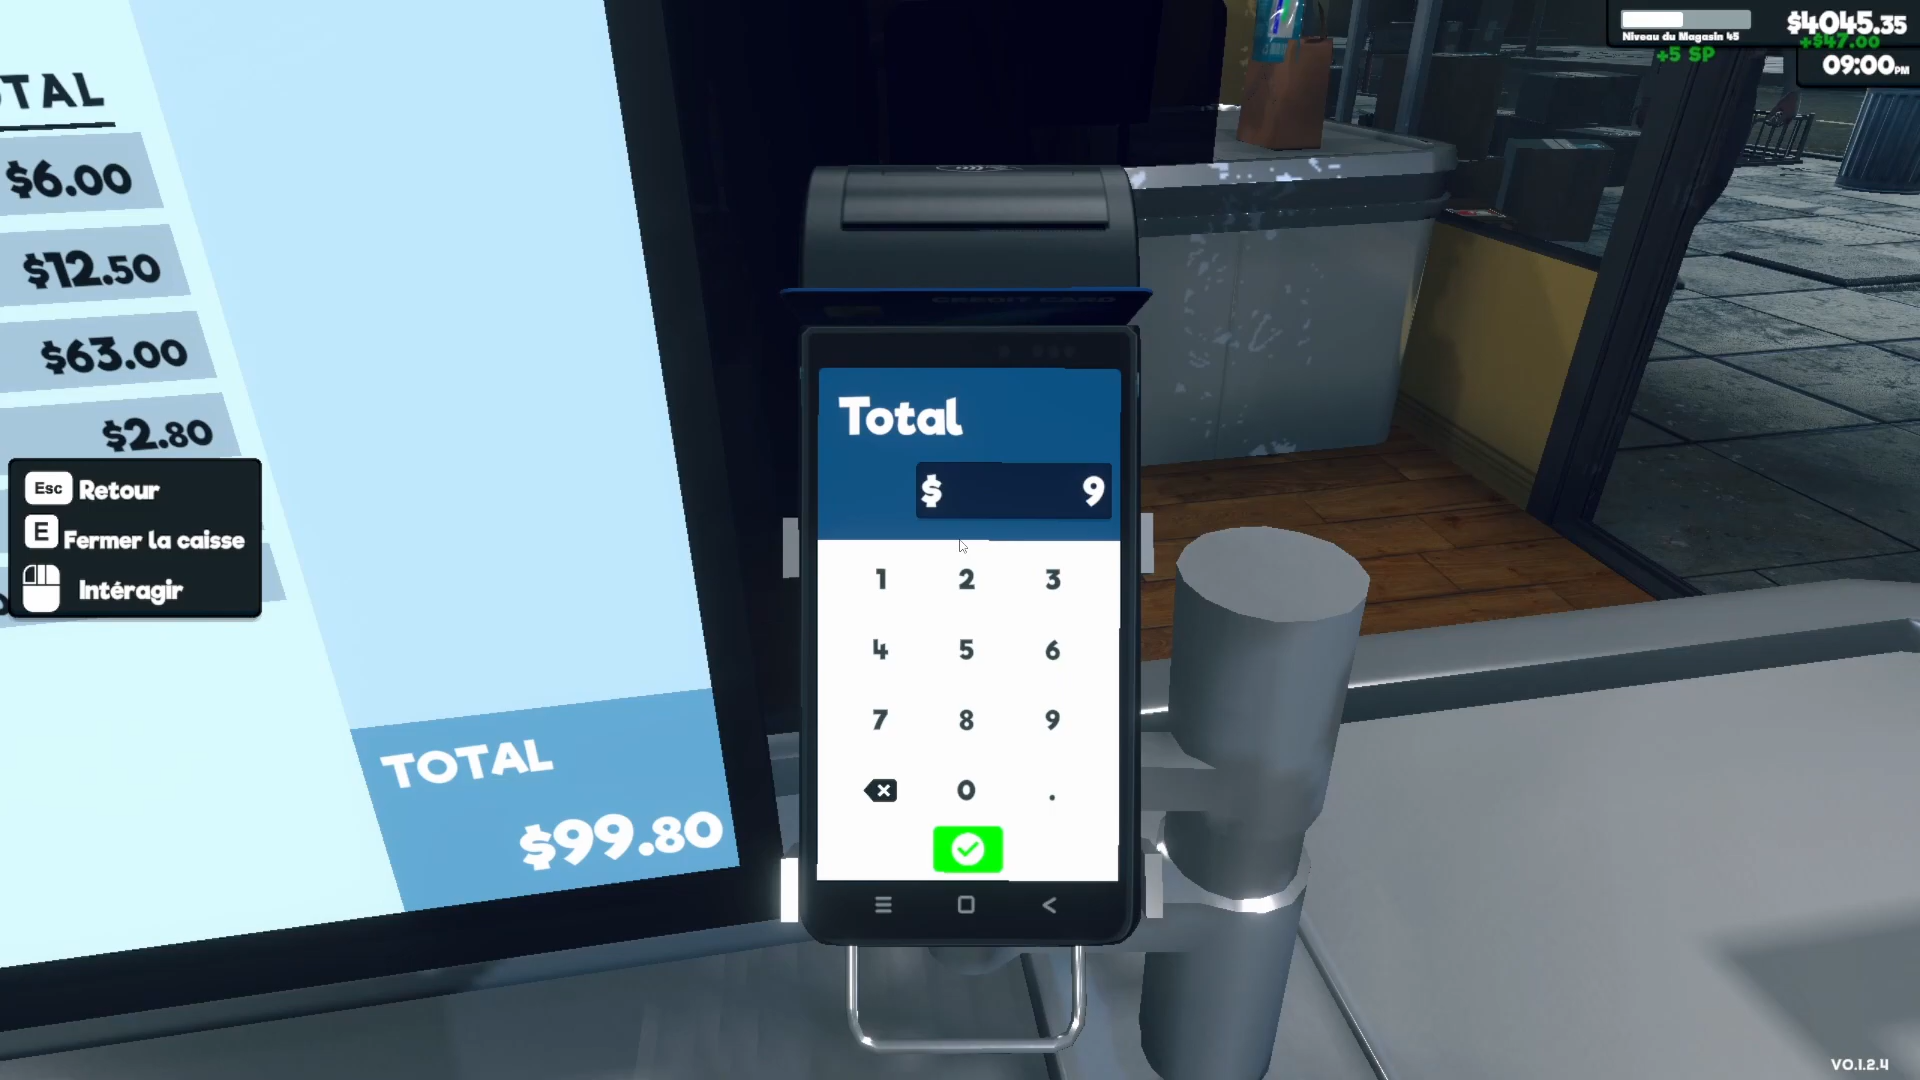 $6.00
$12.50
$63.00
$2.80
TOTAL
$99.80
Esc Retour
E Fermer la caisse
Intéragir
CREDIT CARD
Total
$ 9
1 2 3
4 5 6
7 8 9
0 .
Niveau du Magasin 45
+5 SP
$4045.35
+$47.00
09:00PM
V0.1.2.4